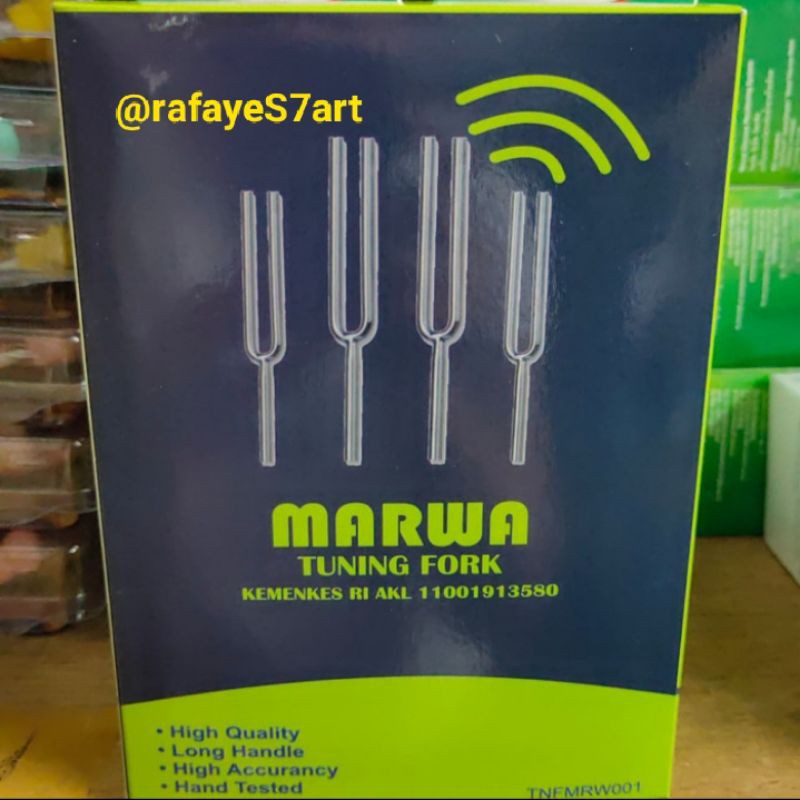 @rafayeS7art
MARWA
TUNING FORK
KEMENKES RI AKL 11001913580
• High Quality
• Long Handle
• High Accurancy
• Hand Tested
TNFMRW001